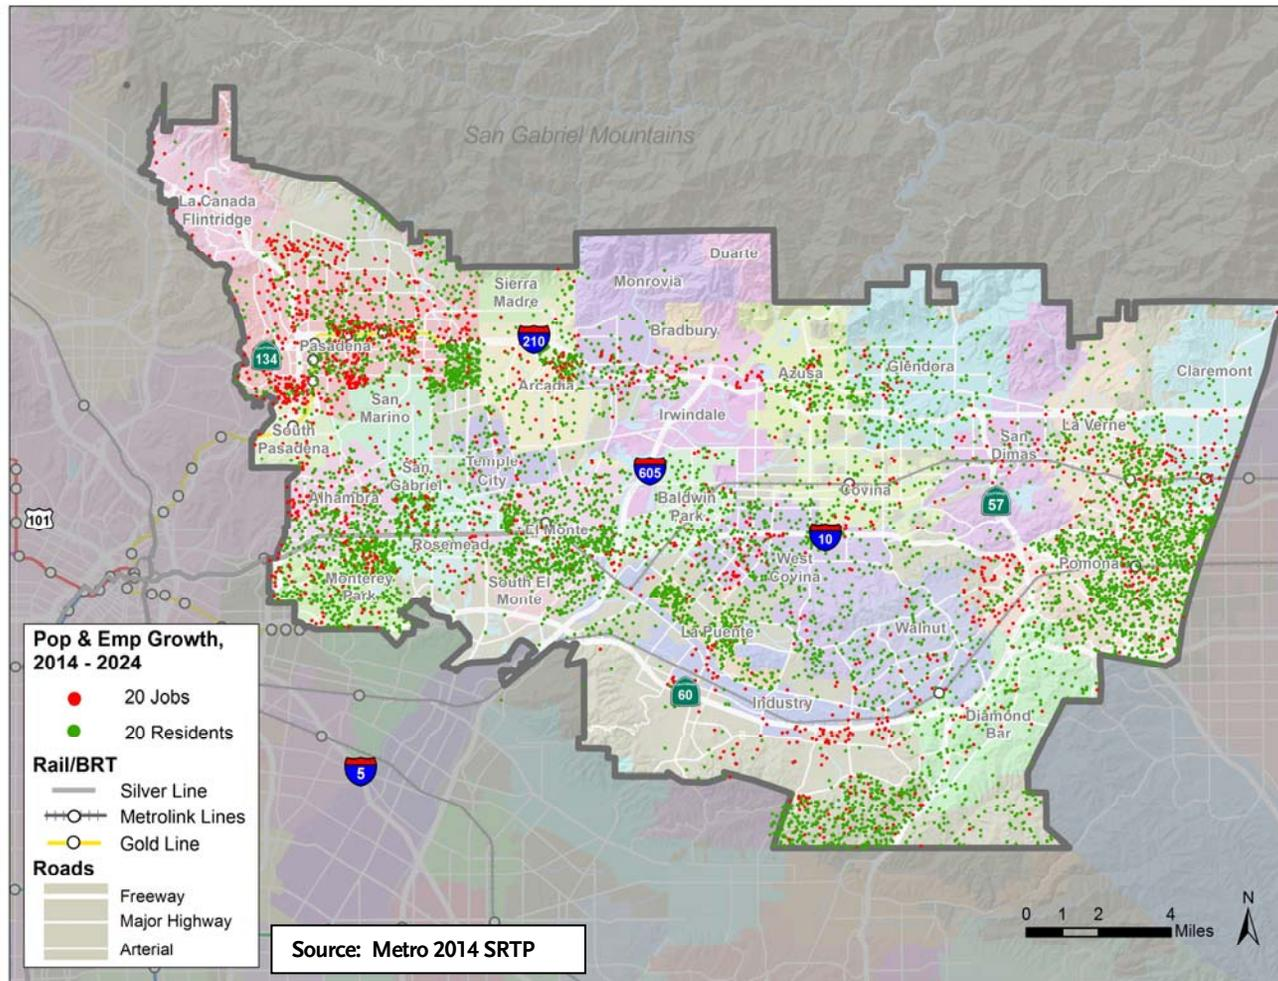 San Gabriel Mountains
La Canada
Flintridge
Duarte
Monrovia
Sierra
Madre
Bradbury
210
Pasadena
134
Azusa
Glendora
Claremont
Arcadia
San
Marino
Irwindale
South
Pasadena
La Verne
San
Dimas
Temple
City
San
Gabriel
605
Alhambra
Baldwin
Park
Covina
57
101
El Monte
10
Rosemead
West
Covina
Pomona
Monterey
Park
South El
Monte
La Puente
Walnut
60
Industry
Diamond
Bar
5
Pop & Emp Growth,
2014 - 2024
20 Jobs
20 Residents
Rail/BRT
Silver Line
Metrolink Lines
Gold Line
Roads
Freeway
Major Highway
Arterial
Source: Metro 2014 SRTP
0 1 2 4
Miles
N